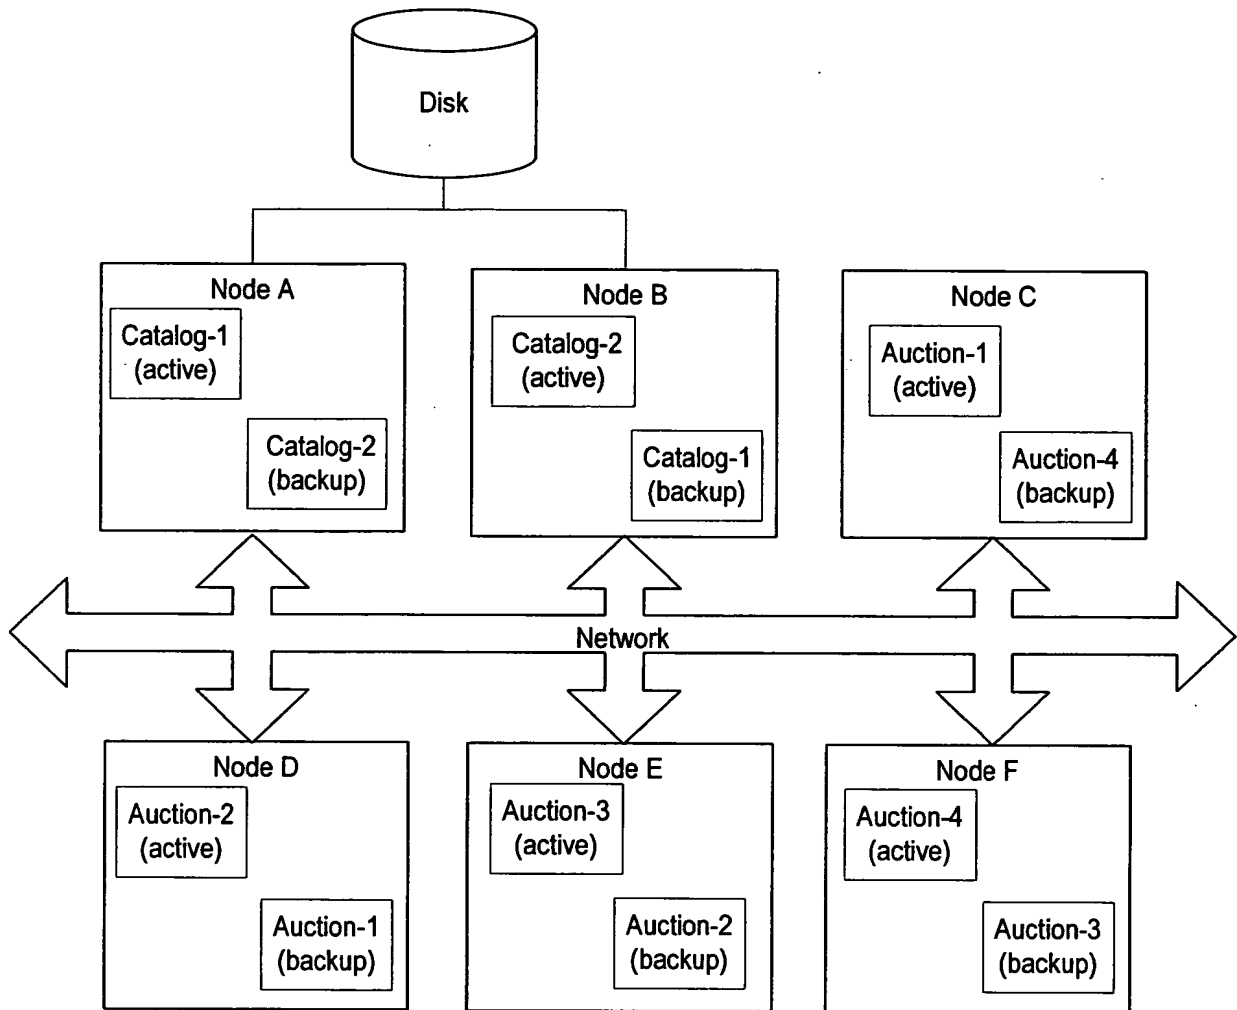 Disk
Node A
Catalog-1
(active)
Catalog-2
(backup)
Node B
Catalog-2
(active)
Catalog-1
(backup)
Node C
Auction-1
(active)
Auction-4
(backup)
Network
Node D
Auction-2
(active)
Auction-1
(backup)
Node E
Auction-3
(active)
Auction-2
(backup)
Node F
Auction-4
(active)
Auction-3
(backup)